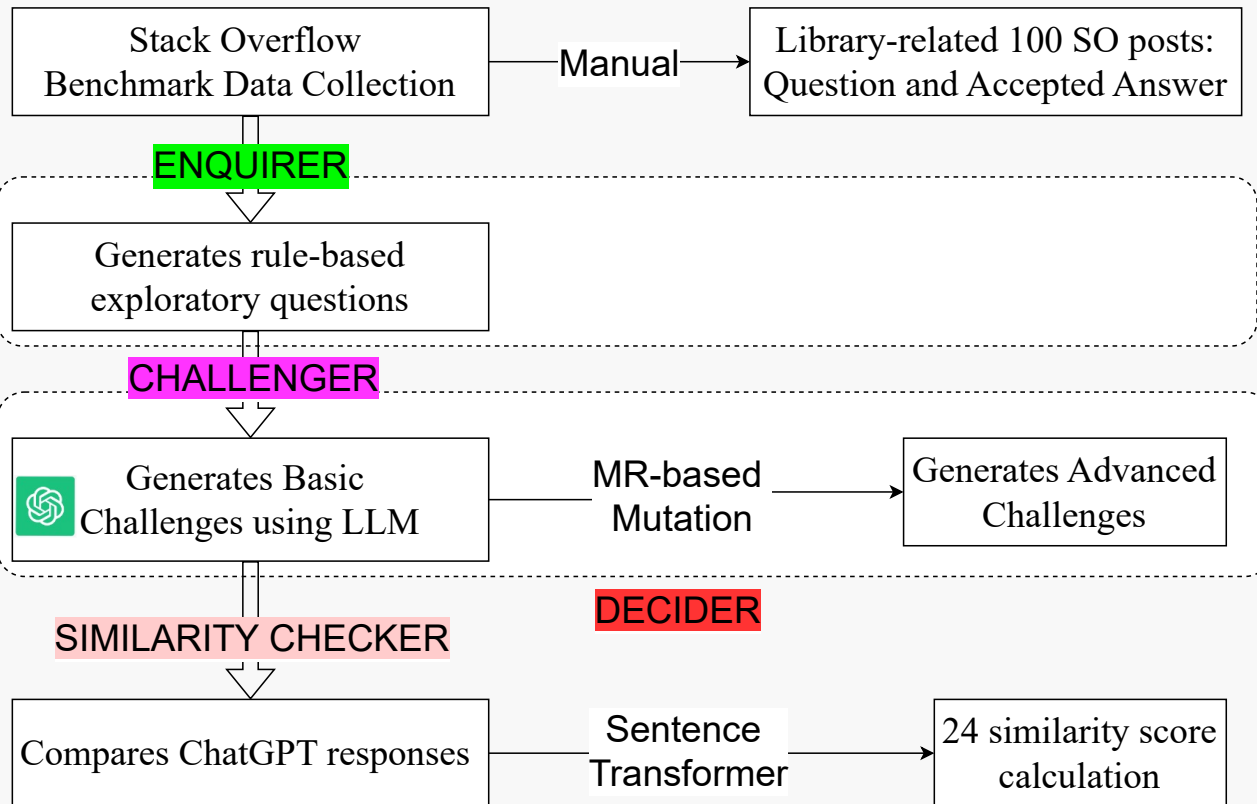 Stack Overflow
Benchmark Data Collection
Manual
Library-related 100 SO posts:
Question and Accepted Answer
ENQUIRER
Generates rule-based
exploratory questions
CHALLENGER
Generates Basic
Challenges using LLM
MR-based
Mutation
Generates Advanced
Challenges
DECIDER
SIMILARITY CHECKER
Compares ChatGPT responses
Sentence
Transformer
24 similarity score
calculation